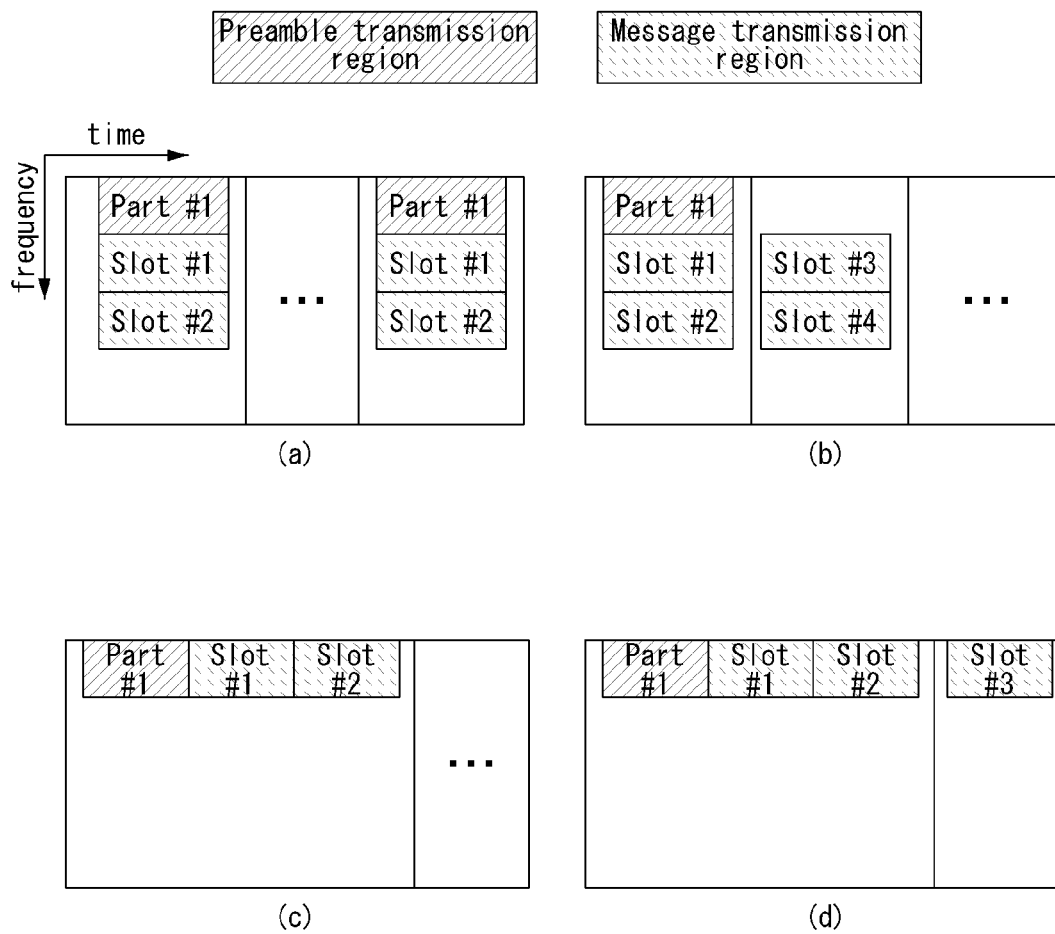 Preamble transmission
region
Message transmission
region
time
frequency
Part #1
Slot #1
Slot #2
...
Part #1
Slot #1
Slot #2
(a)
Part #1
Slot #1
Slot #2
Slot #3
Slot #4
...
(b)
Part
#1
Slot
#1
Slot
#2
...
(c)
Part
#1
Slot
#1
Slot
#2
Slot
#3
(d)